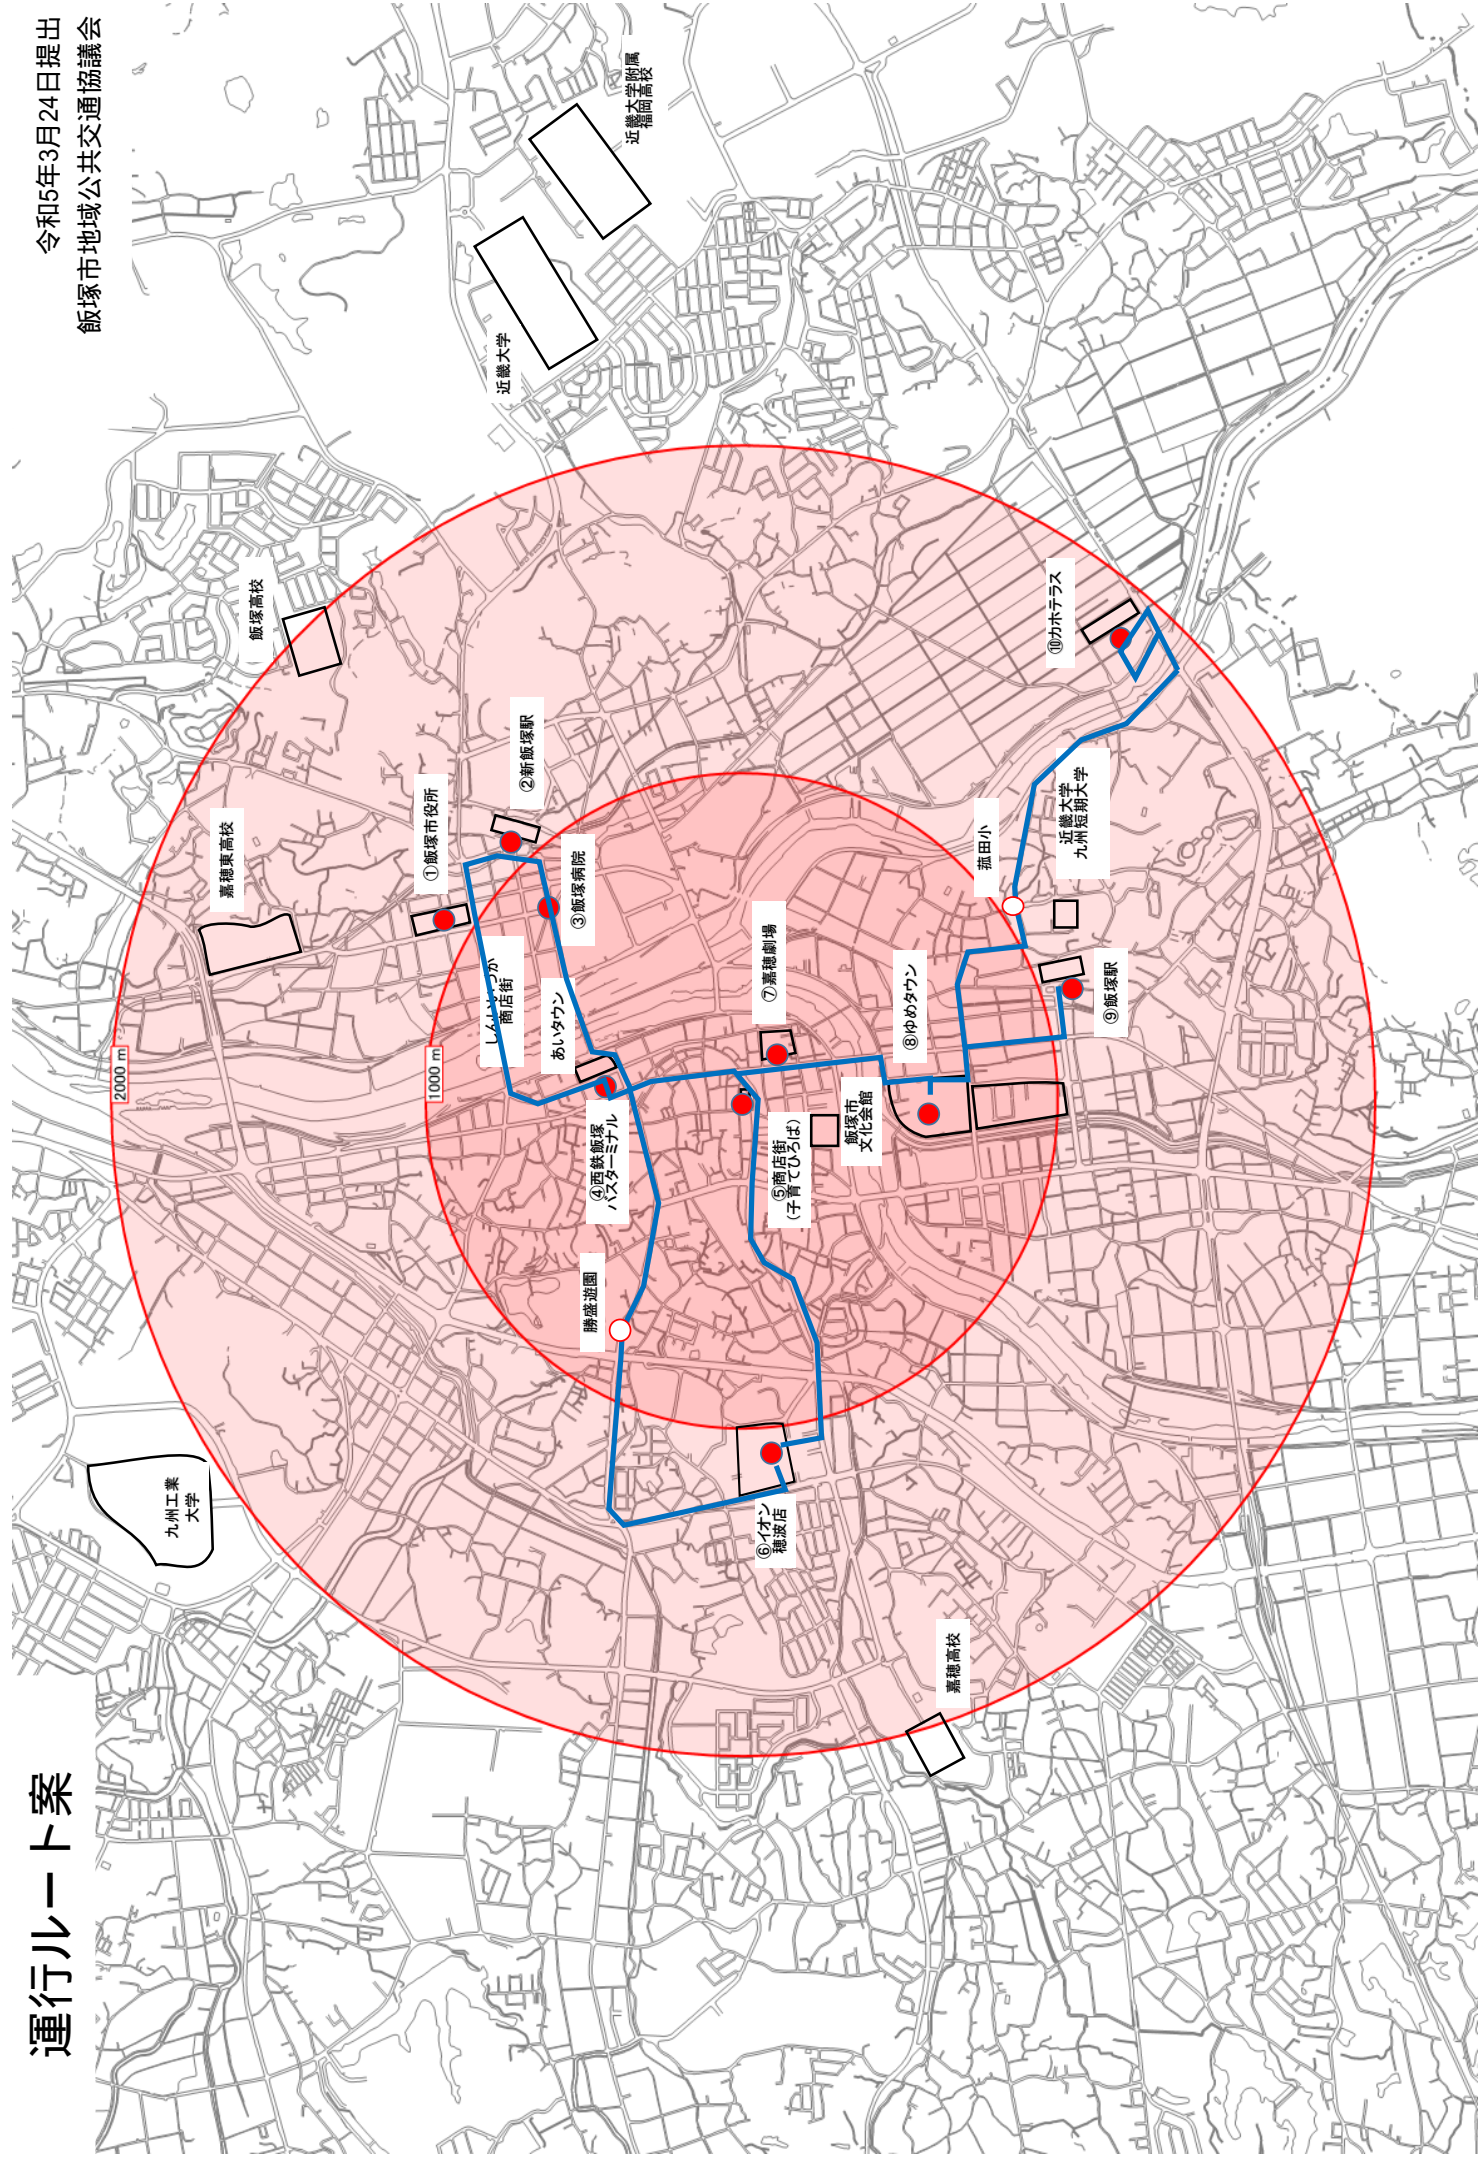 運行ルート案
令和5年3月24日提出
飯塚市地域公共交通協議会
九州工業
大学
2000 m
嘉穂東高校
飯塚高校
1000 m
①飯塚市役所
商店街
②新飯塚駅
近畿大学
あいタウン
③飯塚病院
勝盛遊園
④西鉄飯塚
バスターミナル
近畿大学附属
福岡高校
⑥イオン
穂波店
⑤商店街
(子育てひろば)
⑦嘉穂劇場
飯塚市
文化会館
⑧ゆめタウン
嘉穂高校
菰田小
⑩カホテラス
近畿大学
九州短期大学
⑨飯塚駅